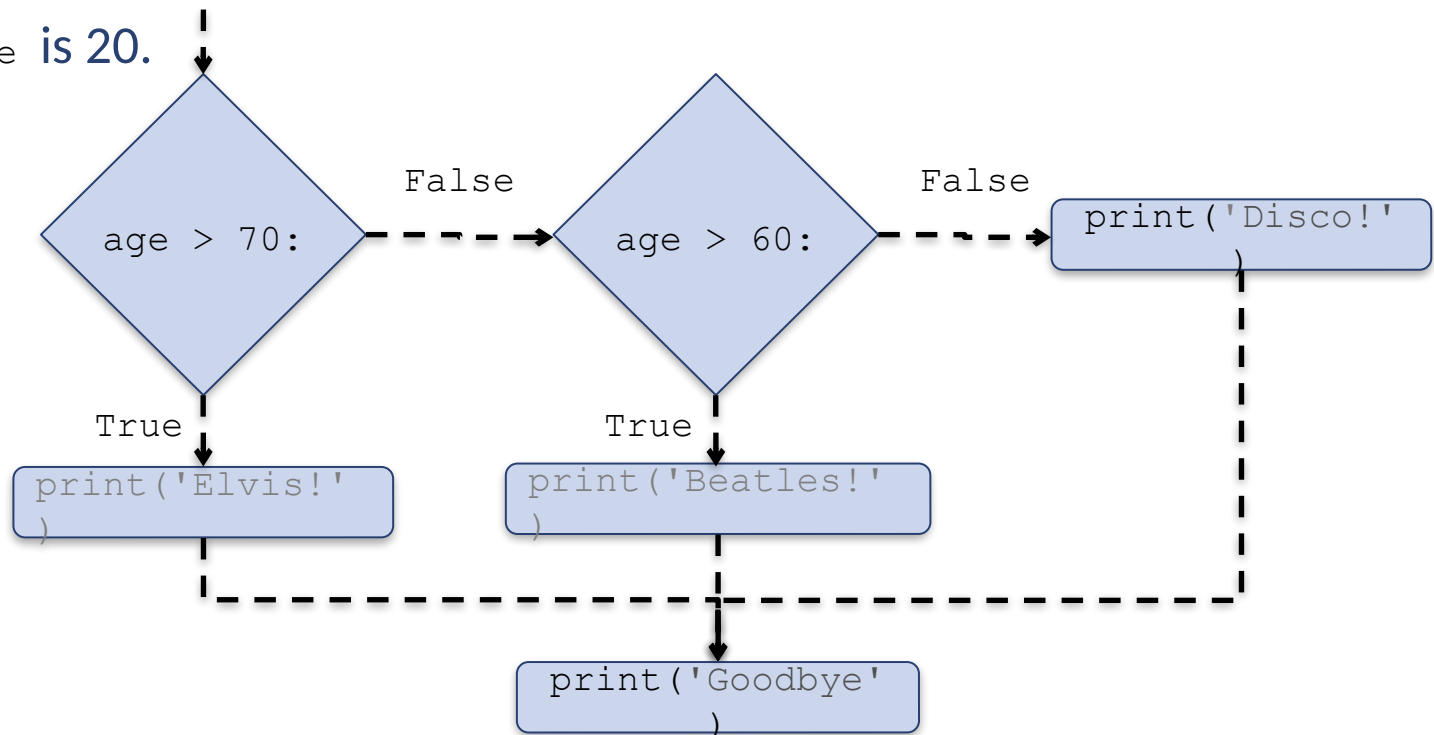 e is 20.
False
False
print('Disco!'
)
age > 70:
age > 60:
True
True
print('Elvis!'
)
print('Beatles!'
)
print('Goodbye'
)